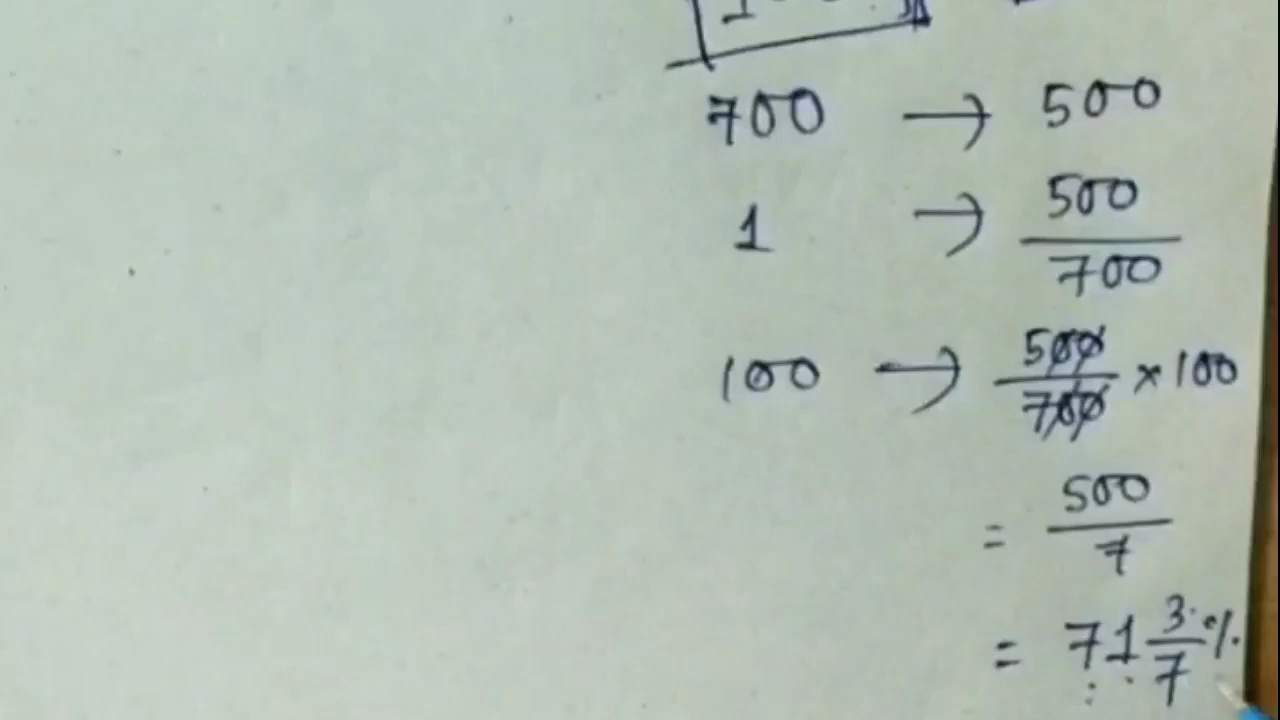 700 → 500
1 → 500/700
100 → 500/700 × 100
= 500/7
= 71 3/7 %